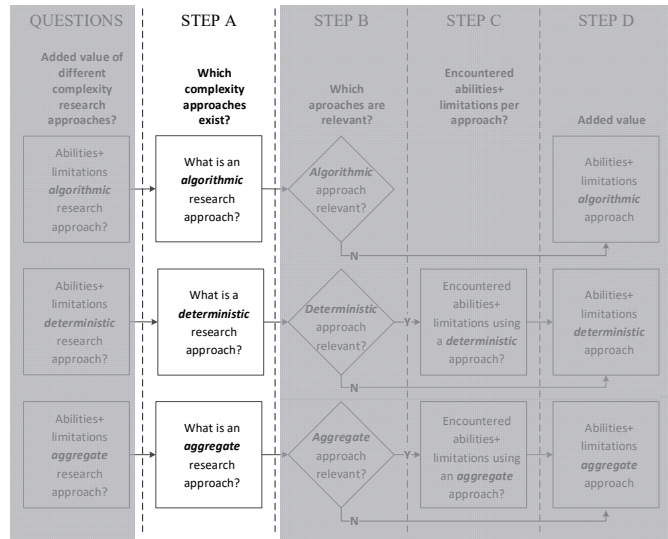 QUESTIONS
STEP A
STEP B
STEP C
STEP D
Added value of
different
complexity
research
approaches?
Which
complexity
approaches
exist?
Which
aproaches are
relevant?
Encountered
abilities+
limitations per
approach?
Added value
Abilities+
limitations
algorithmic
research
approach?
What is an
algorithmic
research
approach?
Algorithmic
approach
relevant?
Abilities+
limitations
algorithmic
approach
N
Abilities+
limitations
deterministic
research
approach?
What is a
deterministic
research
approach?
Deterministic
approach
relevant?
Y
Encountered
abilities+
limitations using
a deterministic
approach?
Abilities+
limitations
deterministic
approach
N
Abilities+
limitations
aggregate
research
approach?
What is an
aggregate
research
approach?
Aggregate
approach
relevant?
Y
Encountered
abilities+
limitations using
an aggregate
approach?
Abilities+
limitations
aggregate
approach
N